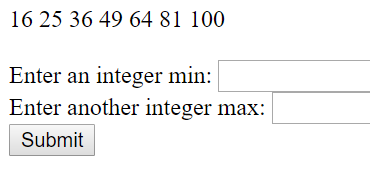 16 25 36 49 64 81 100
Enter an integer min:
Enter another integer max:
Submit